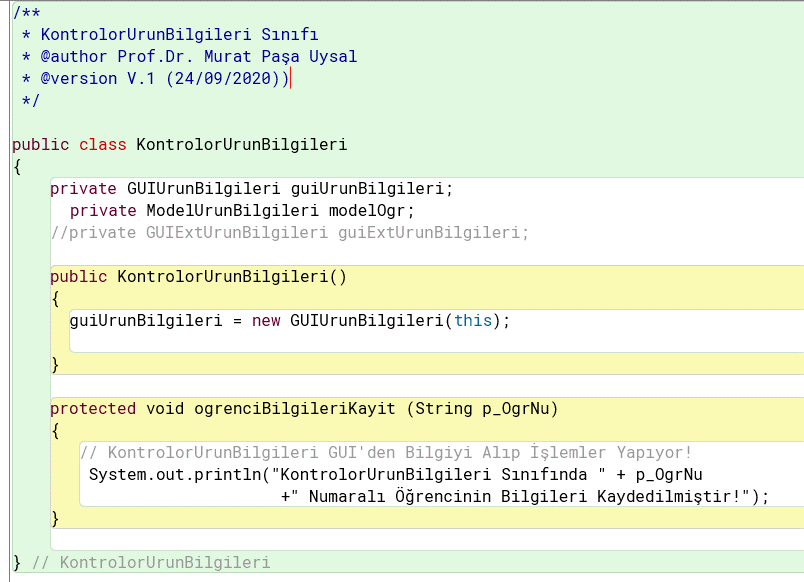 /**
 * KontrolorUrunBilgileri Sınıfı
 * @author Prof.Dr. Murat Paşa Uysal
 * @version V.1 (24/09/2020))
 */
public class KontrolorUrunBilgileri
{
    private GUIUrunBilgileri guiUrunBilgileri;
      private ModelUrunBilgileri modelOgr;
    //private GUIExtUrunBilgileri guiExtUrunBilgileri;
    public KontrolorUrunBilgileri()
    {
      guiUrunBilgileri = new GUIUrunBilgileri(this);
    }
    protected void ogrenciBilgileriKayit (String p_OgrNu)
    {
       // KontrolorUrunBilgileri GUI'den Bilgiyi Alıp İşlemler Yapıyor!
        System.out.println("KontrolorUrunBilgileri Sınıfında " + p_OgrNu
                            +" Numaralı Öğrencinin Bilgileri Kaydedilmiştir!");
    }
} // KontrolorUrunBilgileri